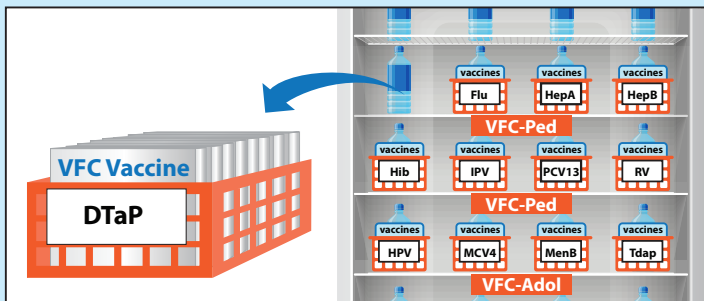 VFC Vaccine
DTaP
vaccines vaccines vaccines
Flu HepA HepB
VFC-Ped
vaccines vaccines vaccines vaccines
Hib IPV PCV13 RV
VFC-Ped
vaccines vaccines vaccines vaccines
HPV MCV4 MenB Tdap
VFC-Adol